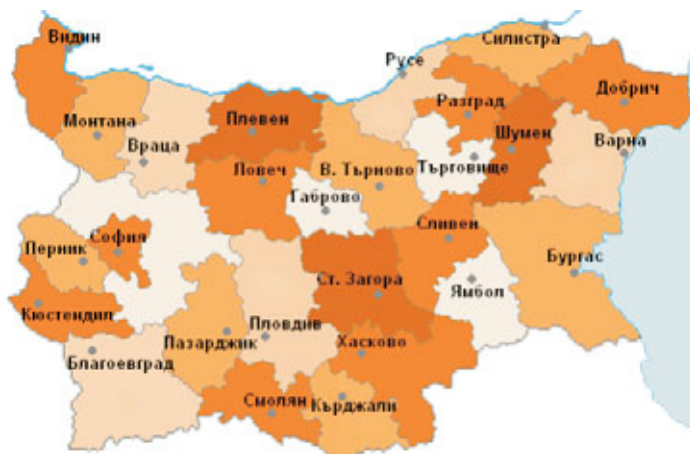 Видин
Силистра
Русе
Добрич
Разград
Монтана
Плевен
Шумен
Варна
Враца
Ловеч
В. Търново
Търговище
Габрово
София
Сливен
Перник
Бургас
Ст. Загора
Ямбол
Кюстендил
Пловдив
Пазарджик
Хасково
Благоевград
Смолян
Кърджали